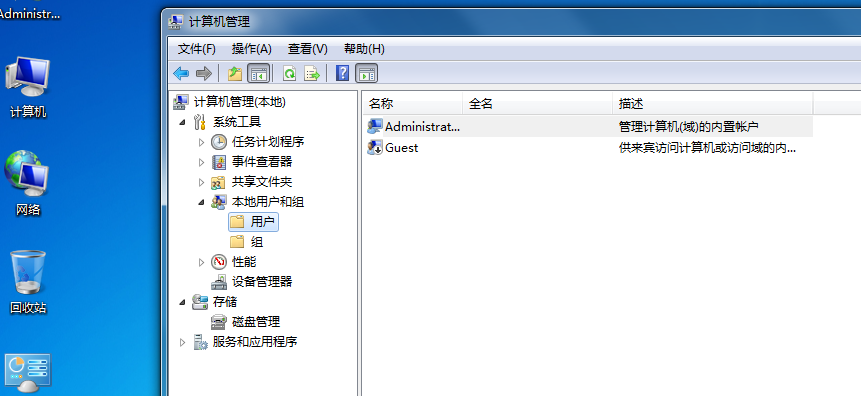 Administr...
计算机
网络
回收站
计算机管理
文件(F) 操作(A) 查看(V) 帮助(H)
计算机管理(本地)
系统工具
任务计划程序
事件查看器
共享文件夹
本地用户和组
用户
组
性能
设备管理器
存储
磁盘管理
服务和应用程序
名称 全名 描述
Administrat... 管理计算机(域)的内置帐户
Guest 供来宾访问计算机或访问域的内...